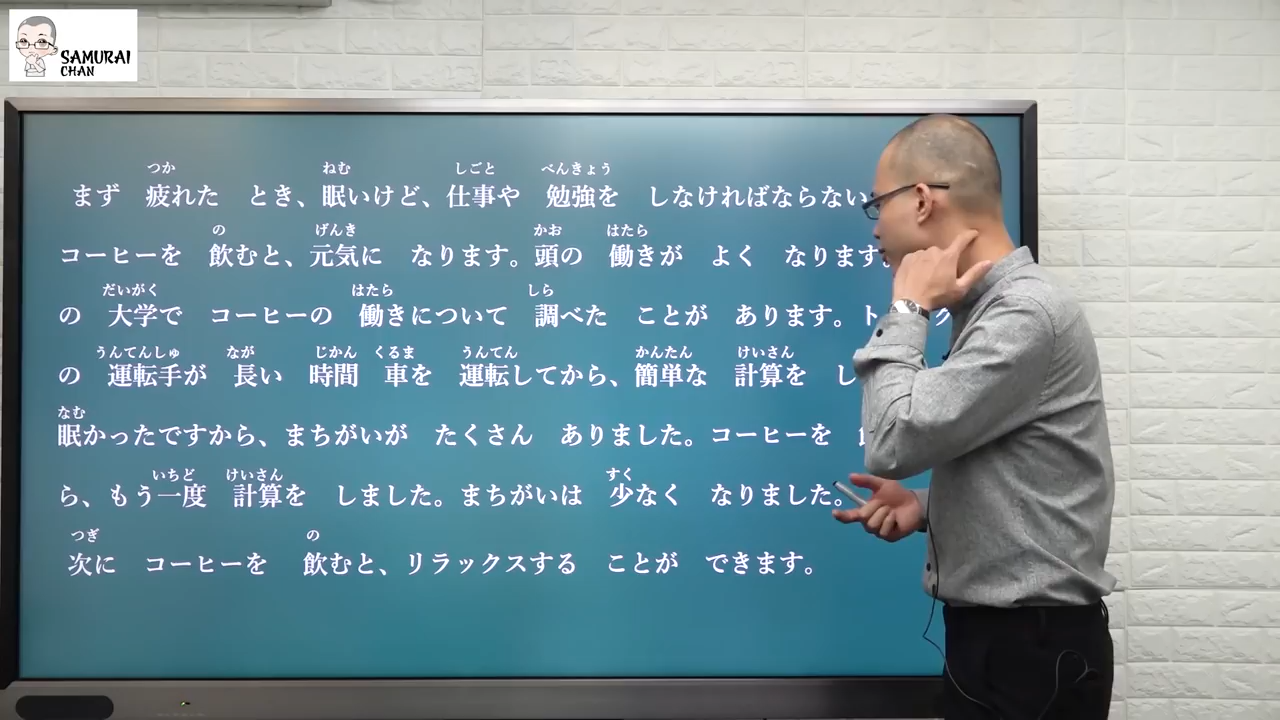 SAMURAI
CHAN
つか ねむ しごと べんきょう
まず 疲れた とき、眠いけど、仕事や 勉強を しなければならない
の げんき かお はたら
コーヒーを 飲むと、元気に なります。頭の 働きが よく なります。
だいがく はたら しら
の 大学で コーヒーの 働きについて 調べた ことが あります。ト
うんてんしゅ なが じかん くるま うんてん かんたん けいさん
の 運転手が 長い 時間 車を 運転してから、簡単な 計算を し
なむ
眠かったですから、まちがいが たくさん ありました。コーヒーを
いちど けいさん すく
ら、もう一度 計算を しました。まちがいは 少なく なりました。
つぎ の
次に コーヒーを 飲むと、リラックスする ことが できます。